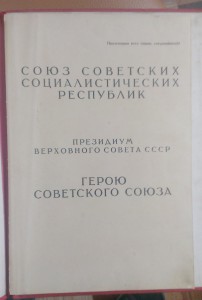 СОЮЗ СОВЕТСКИХ
СОЦИАЛИСТИЧЕСКИХ
РЕСПУБЛИК
ПРЕЗИДИУМ
ВЕРХОВНОГО СОВЕТА СССР
ГЕРОЮ
СОВЕТСКОГО СОЮЗА